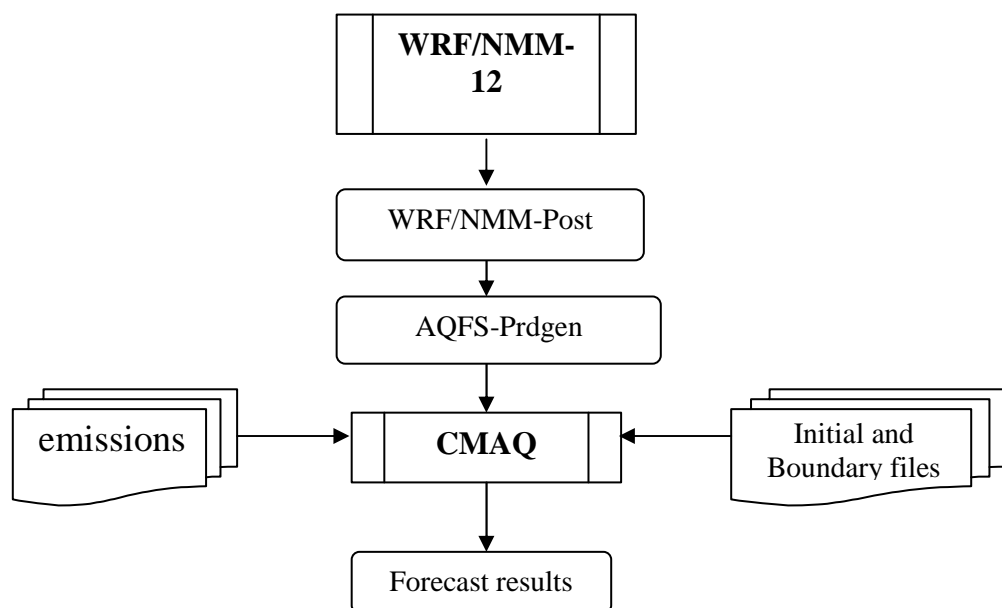 WRF/NMM-
12
WRF/NMM-Post
AQFS-Prdgen
emissions
CMAQ
Initial and
Boundary files
Forecast results